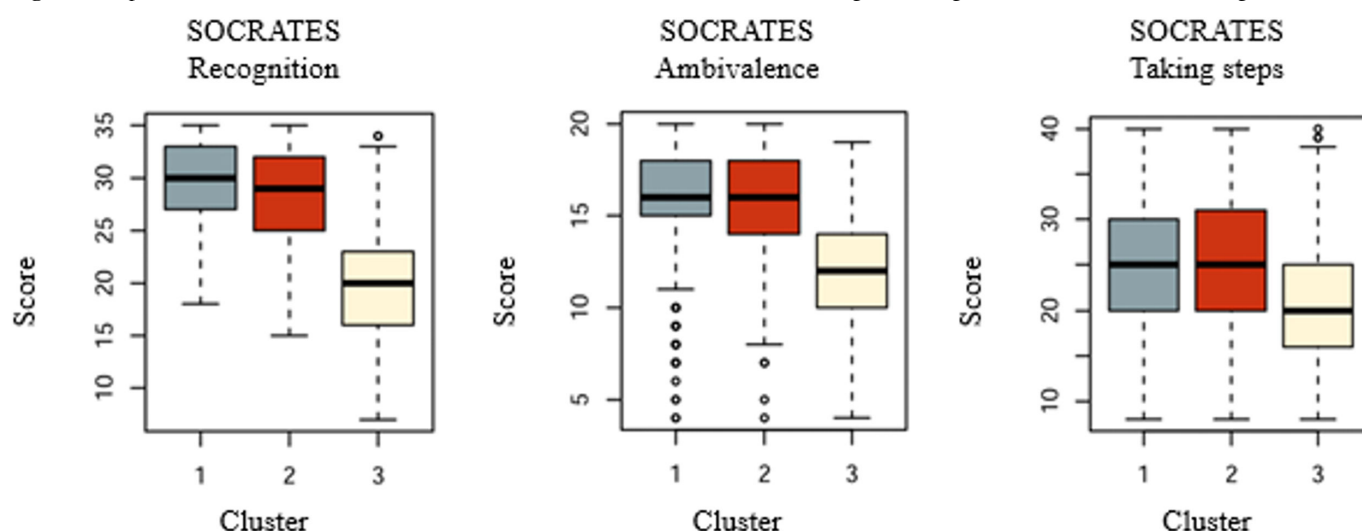 SOCRATES
Recognition
Score
35
30
25
20
15
10
1 2 3
Cluster
SOCRATES
Ambivalence
Score
20
15
10
5
1 2 3
Cluster
SOCRATES
Taking steps
Score
40
30
20
10
1 2 3
Cluster